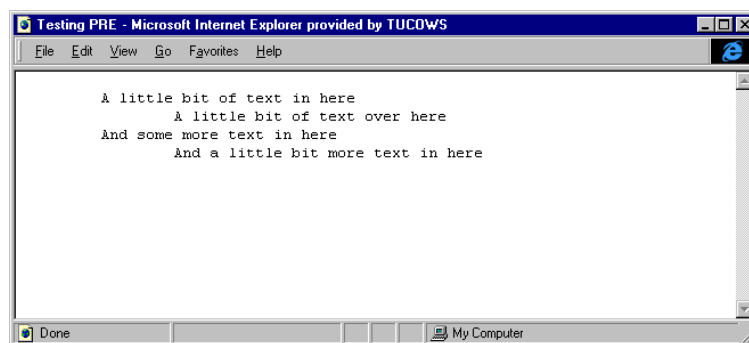 Testing PRE - Microsoft Internet Explorer provided by TUCOWS
File Edit View Go Favorites Help
A little bit of text in here
A little bit of text over here
And some more text in here
And a little bit more text in here
Done My Computer